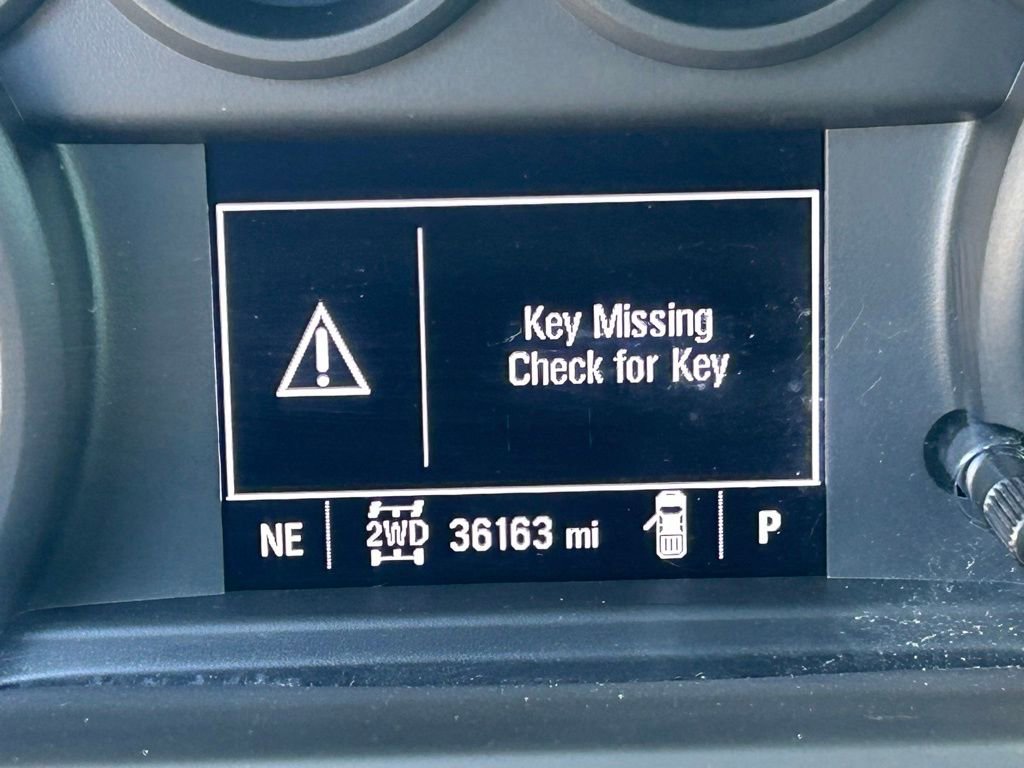 Key Missing
Check for Key
NE 2WD 36163 mi P